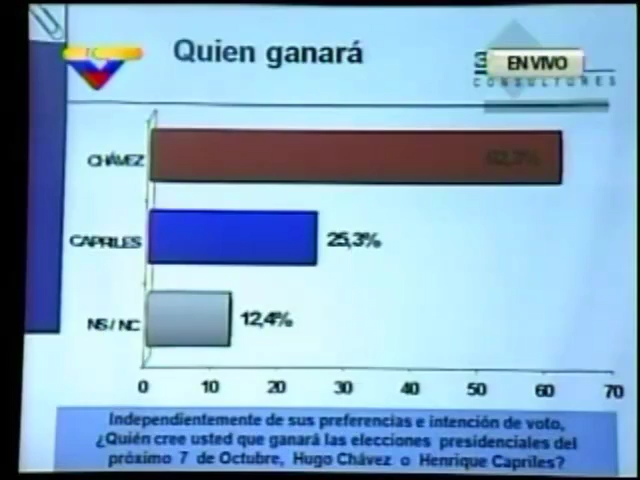 Quien ganará
EN VIVO
CONSULTORES
CHÁVEZ
CAPRILES
25,3%
NS / NC
12,4%
0 10 20 30 40 50 60 70
Independientemente de sus preferencias e intención de voto,
¿Quién cree usted que ganará las elecciones presidenciales del
próximo 7 de Octubre, Hugo Chávez o Henrique Capriles?